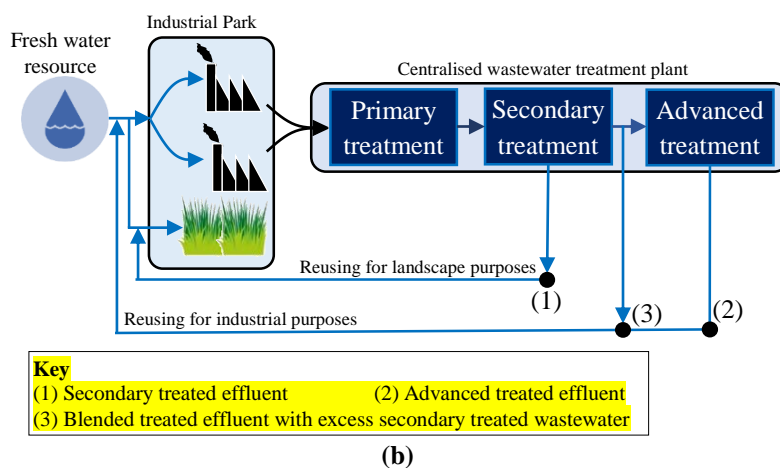 Industrial Park
Fresh water
resource
Centralised wastewater treatment plant
Primary
treatment
Secondary
treatment
Advanced
treatment
Reusing for landscape purposes
(1)
(3)
(2)
Reusing for industrial purposes
Key
(1) Secondary treated effluent (2) Advanced treated effluent
(3) Blended treated effluent with excess secondary treated wastewater
(b)